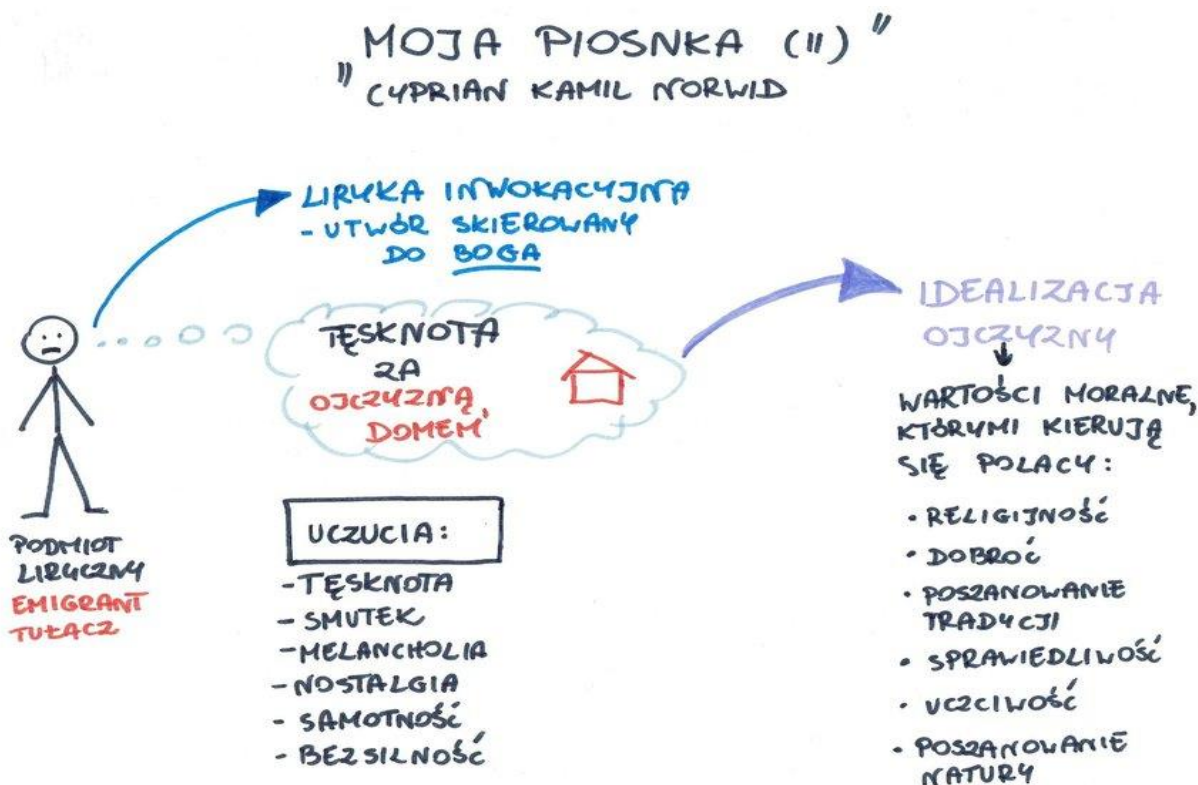 „MOJA PIOSNKA (II)”
CYPRIAN KAMIL NORWID
LIRYKA INWOKACYJNA
- UTWÓR SKIEROWANY
DO BOGA
TĘSKNOTA
ZA
OJCZYZNĄ,
DOMEM
IDEALIZACJA
OJCZYZNY
WARTOŚCI MORALNE,
KTÓRYMI KIERUJĄ
SIĘ POLACY:
• RELIGIJNOŚĆ
• DOBROĆ
• POSZANOWANIE
TRADYCJI
• SPRAWIEDLIWOŚĆ
• UCZCIWOŚĆ
• POSZANOWANIE
NATURY
PODMIOT
LIRYCZNY
EMIGRANT
TUŁACZ
UCZUCIA:
- TĘSKNOTA
- SMUTEK
- MELANCHOLIA
- NOSTALGIA
- SAMOTNOŚĆ
- BEZSILNOŚĆ